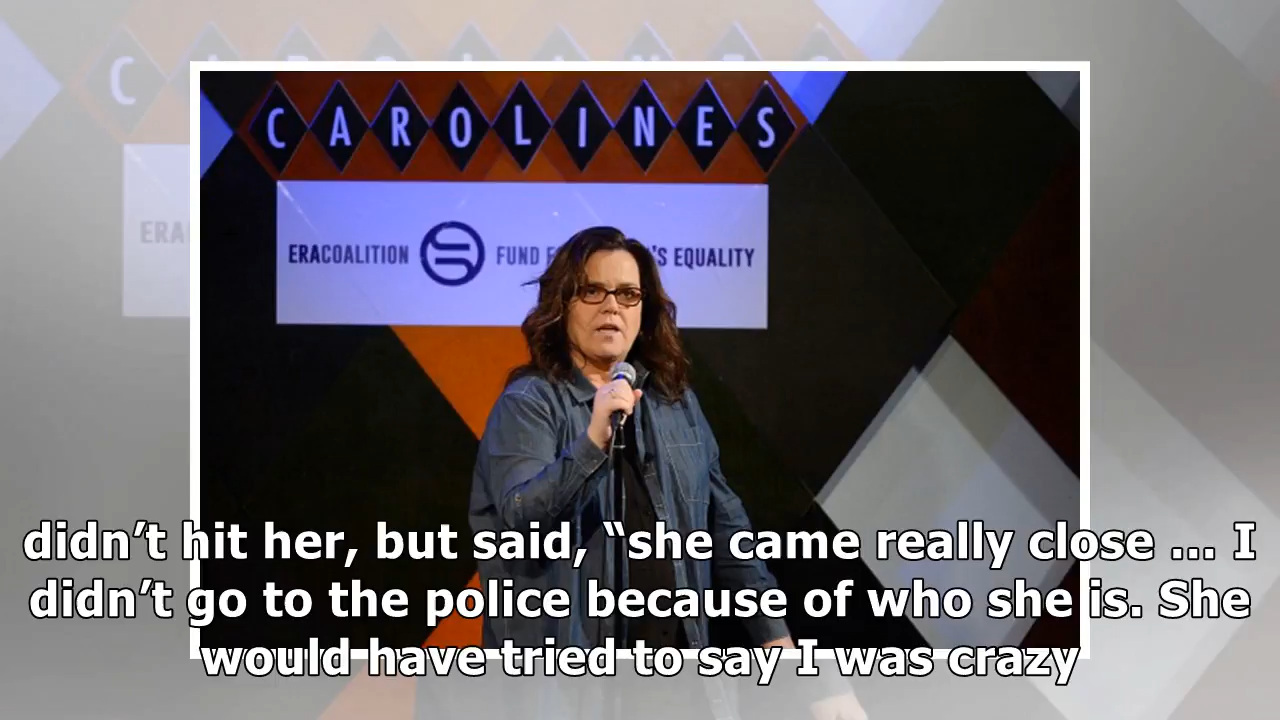 CAROLINES
ERACOALITION FUND F 'S EQUALITY
didn’t hit her, but said, “she came really close ... I
didn’t go to the police because of who she is. She
would have tried to say I was crazy